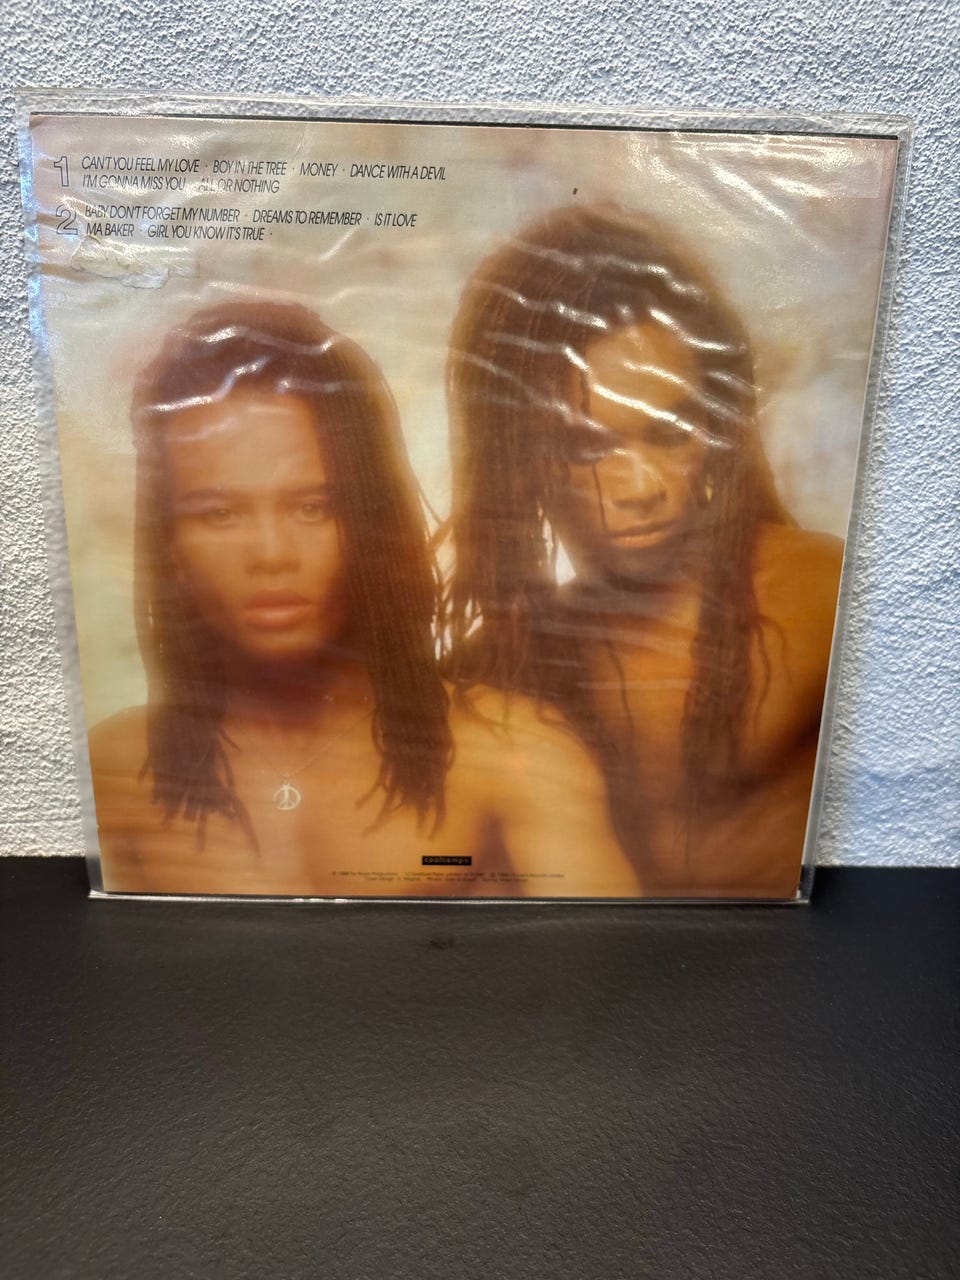 1 CAN'T YOU FEEL MY LOVE · BOY IN THE TREE · MONEY · DANCE WITH A DEVIL
I'M GONNA MISS YOU · ALL OR NOTHING
2 BABY DON'T FORGET MY NUMBER · DREAMS TO REMEMBER · IS IT LOVE
MA BAKER · GIRL YOU KNOW IT'S TRUE ·
cooltempo